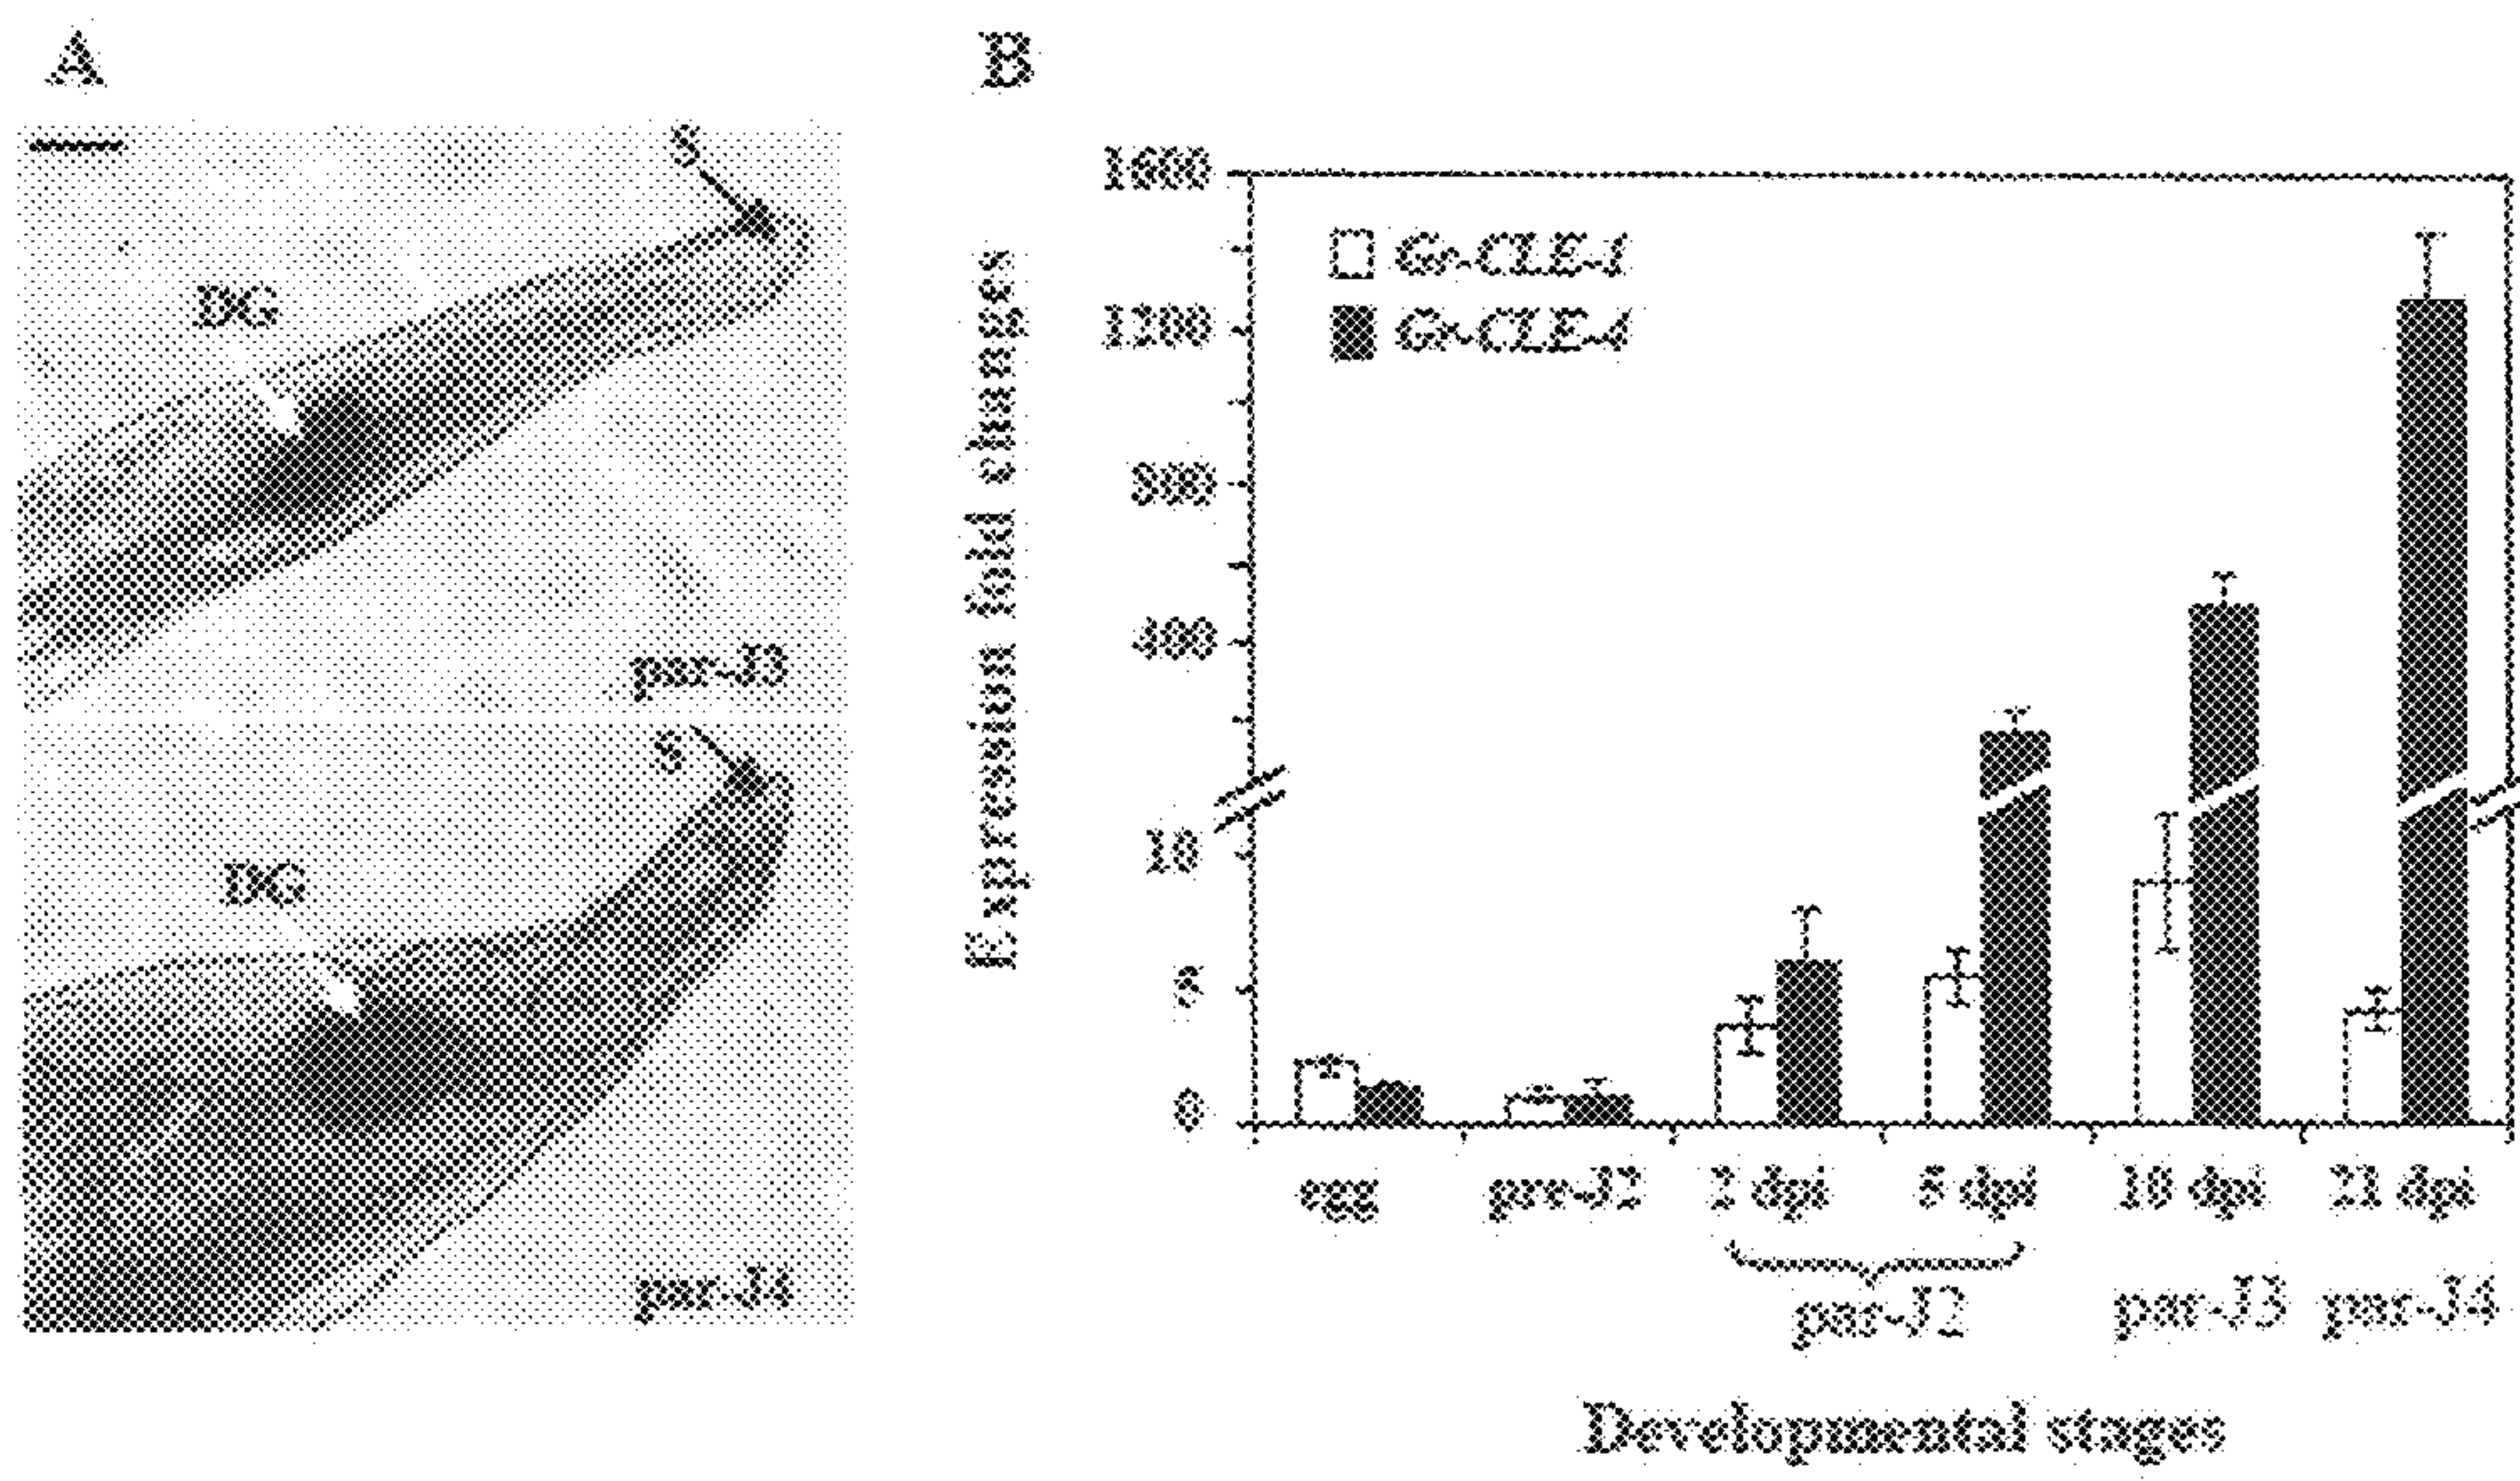 A
S
DG
par-J3
S
DG
par-J4
B
Expression fold changes
1600
1200
800
400
10
5
0
Gr-CLE-1
Gr-CLE-4
egg
pre-J2
2 dpi
5 dpi
10 dpi
21 dpi
par-J2
par-J3
par-J4
Developmental stages